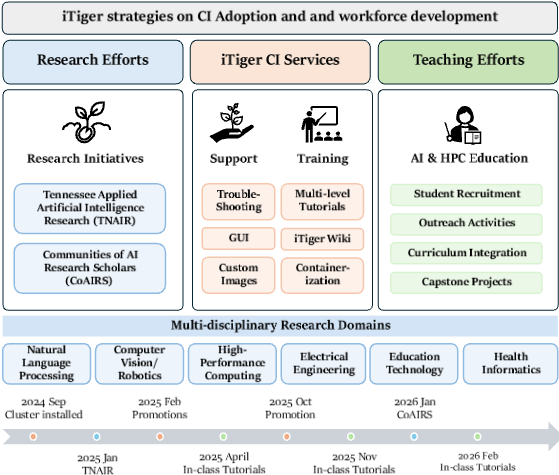 iTiger strategies on CI Adoption and and workforce development
Research Efforts
iTiger CI Services
Teaching Efforts
Research Initiatives
Tennessee Applied
Artificial Intelligence
Research (TNAIR)
Communities of AI
Research Scholars
(CoAIRS)
Support
Training
Trouble-
Shooting
Multi-level
Tutorials
GUI
iTiger Wiki
Custom
Images
Container-
ization
AI & HPC Education
Student Recruitment
Outreach Activities
Curriculum Integration
Capstone Projects
Multi-disciplinary Research Domains
Natural
Language
Processing
Computer
Vision/
Robotics
High-
Performance
Computing
Electrical
Engineering
Education
Technology
Health
Informatics
2024 Sep
Cluster installed
2025 Jan
TNAIR
2025 Feb
Promotions
2025 April
In-class Tutorials
2025 Oct
Promotion
2025 Nov
In-class Tutorials
2026 Jan
CoAIRS
2026 Feb
In-class Tutorials